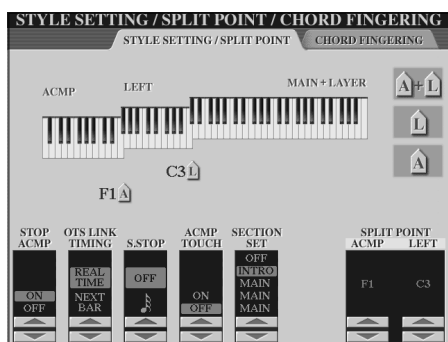 STYLE SETTING / SPLIT POINT / CHORD FINGERING
STYLE SETTING / SPLIT POINT
CHORD FINGERING
ACMP
LEFT
MAIN + LAYER
A+L
L
A
C3 L
F1 A
STOP ACMP
ON
OFF
OTS LINK TIMING
REAL TIME
NEXT BAR
S.STOP
OFF
ACMP TOUCH
ON
OFF
SECTION SET
OFF
INTRO
MAIN
MAIN
MAIN
SPLIT POINT
ACMP
LEFT
F1
C3